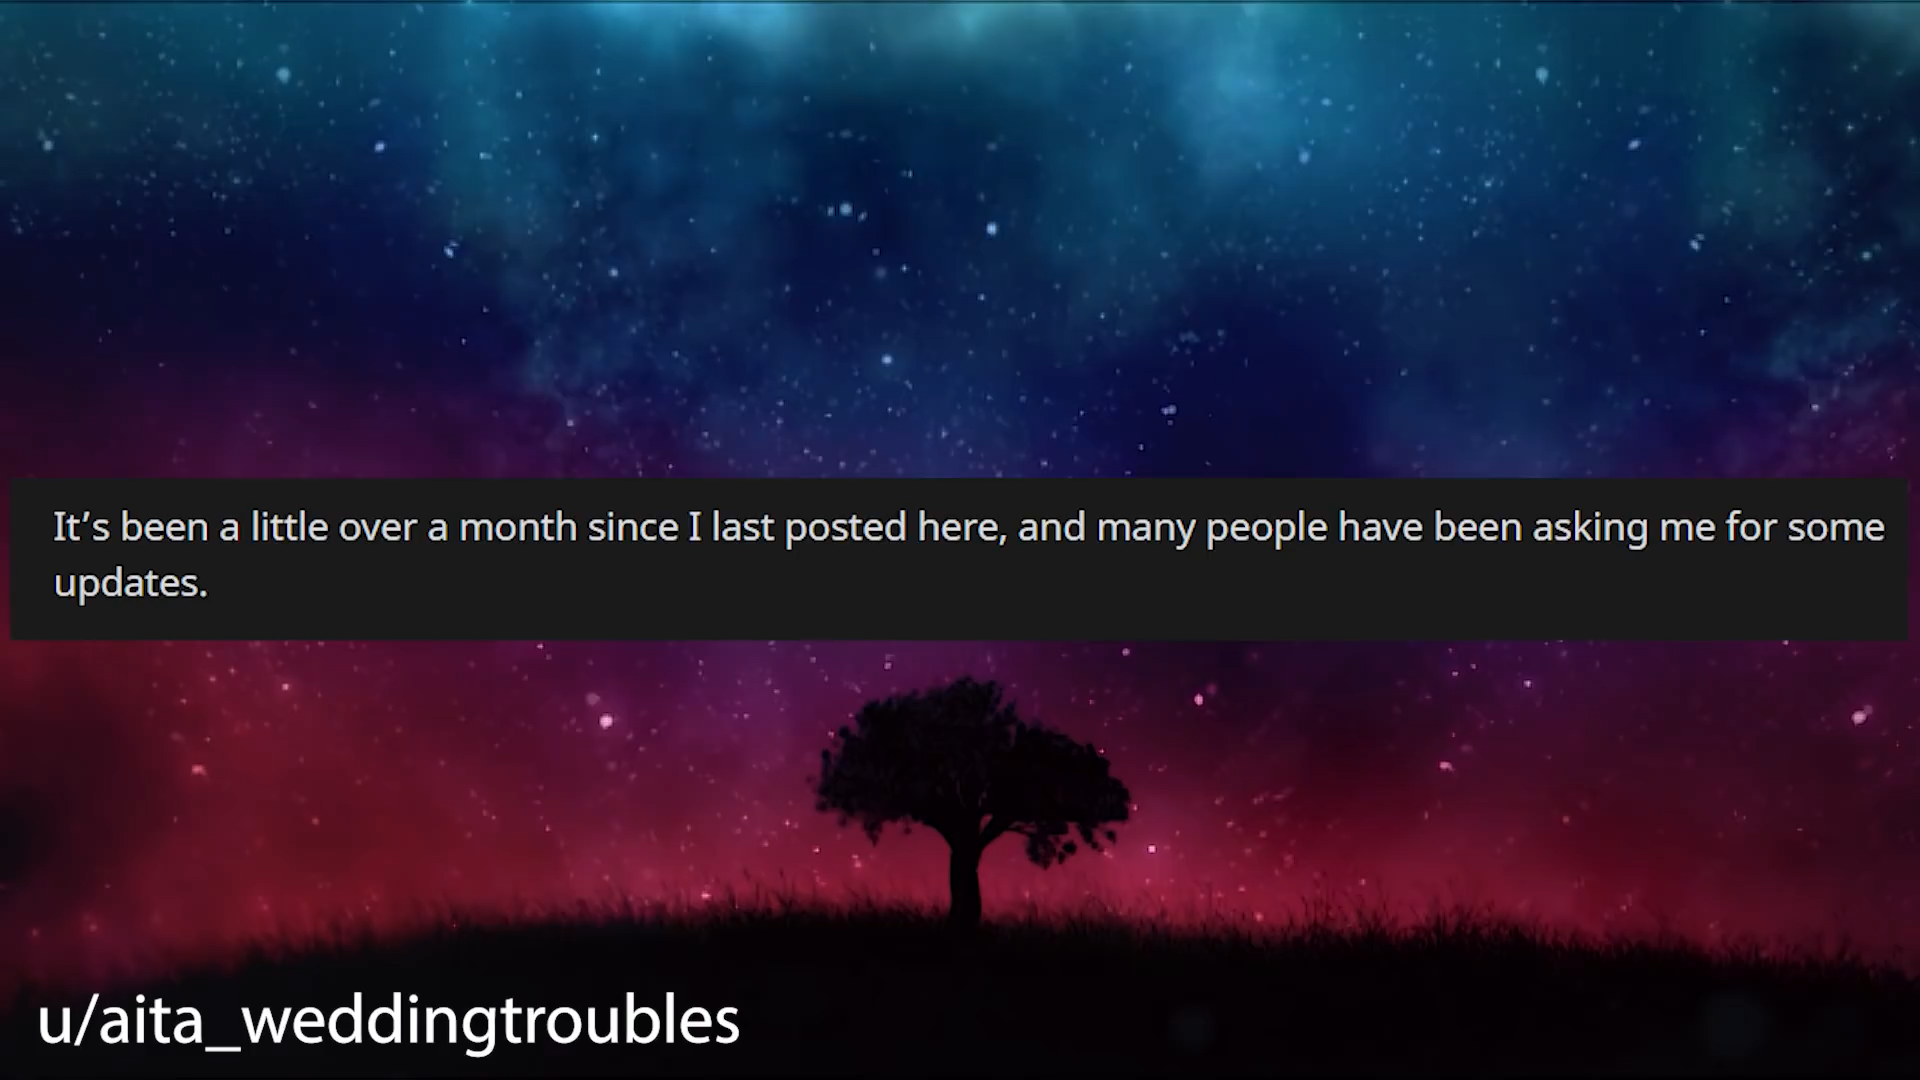 It’s been a little over a month since I last posted here, and many people have been asking me for some
updates.
u/aita_weddingtroubles